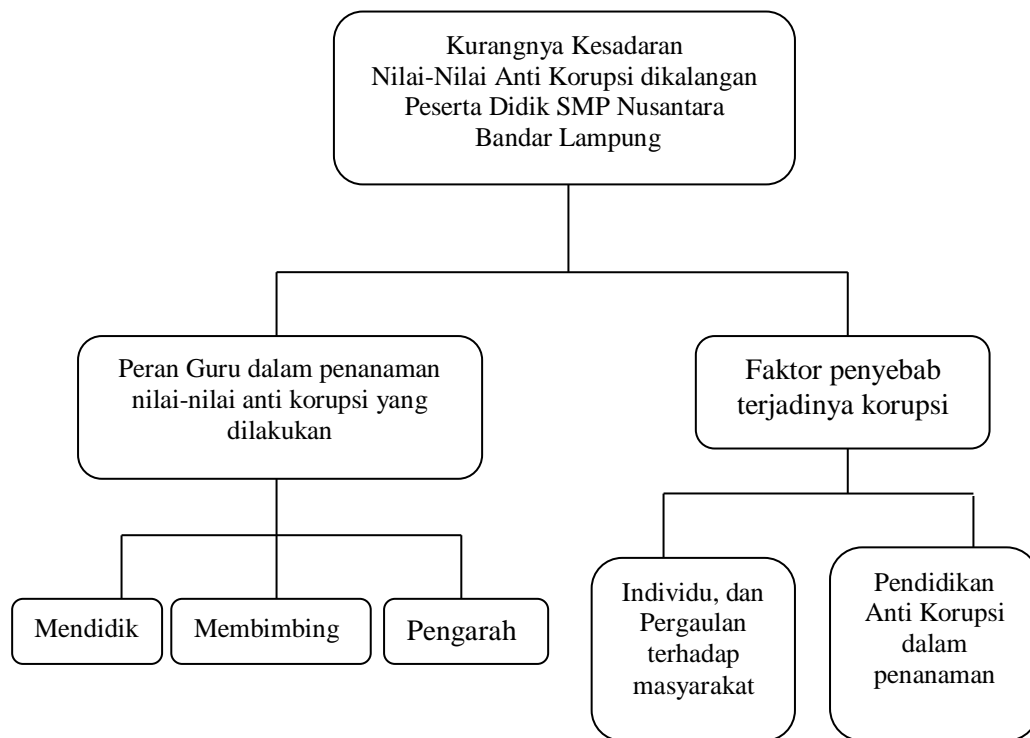 Kurangnya Kesadaran
Nilai-Nilai Anti Korupsi dikalangan
Peserta Didik SMP Nusantara
Bandar Lampung
Peran Guru dalam penanaman
nilai-nilai anti korupsi yang
dilakukan
Faktor penyebab
terjadinya korupsi
Mendidik
Membimbing
Pengarah
Individu, dan
Pergaulan
terhadap
masyarakat
Pendidikan
Anti Korupsi
dalam
penanaman